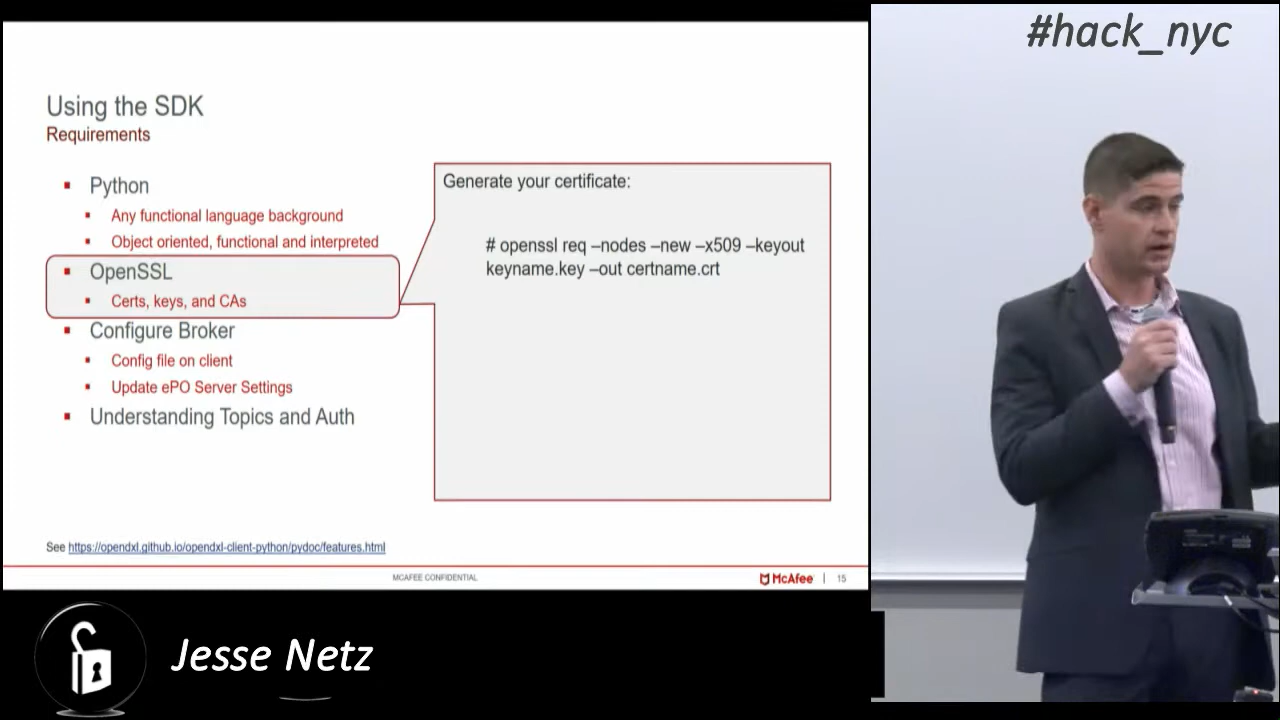 #hack_nyc
Using the SDK
Requirements
▪ Python
▪ Any functional language background
▪ Object oriented, functional and interpreted
▪ OpenSSL
▪ Certs, keys, and CAs
▪ Configure Broker
▪ Config file on client
▪ Update ePO Server Settings
▪ Understanding Topics and Auth
Generate your certificate:
# openssl req –nodes –new –x509 –keyout
keyname.key –out certname.crt
See https://opendxl.github.io/opendxl-client-python/pydoc/features.html
MCAFEE CONFIDENTIAL
McAfee | 15
Jesse Netz